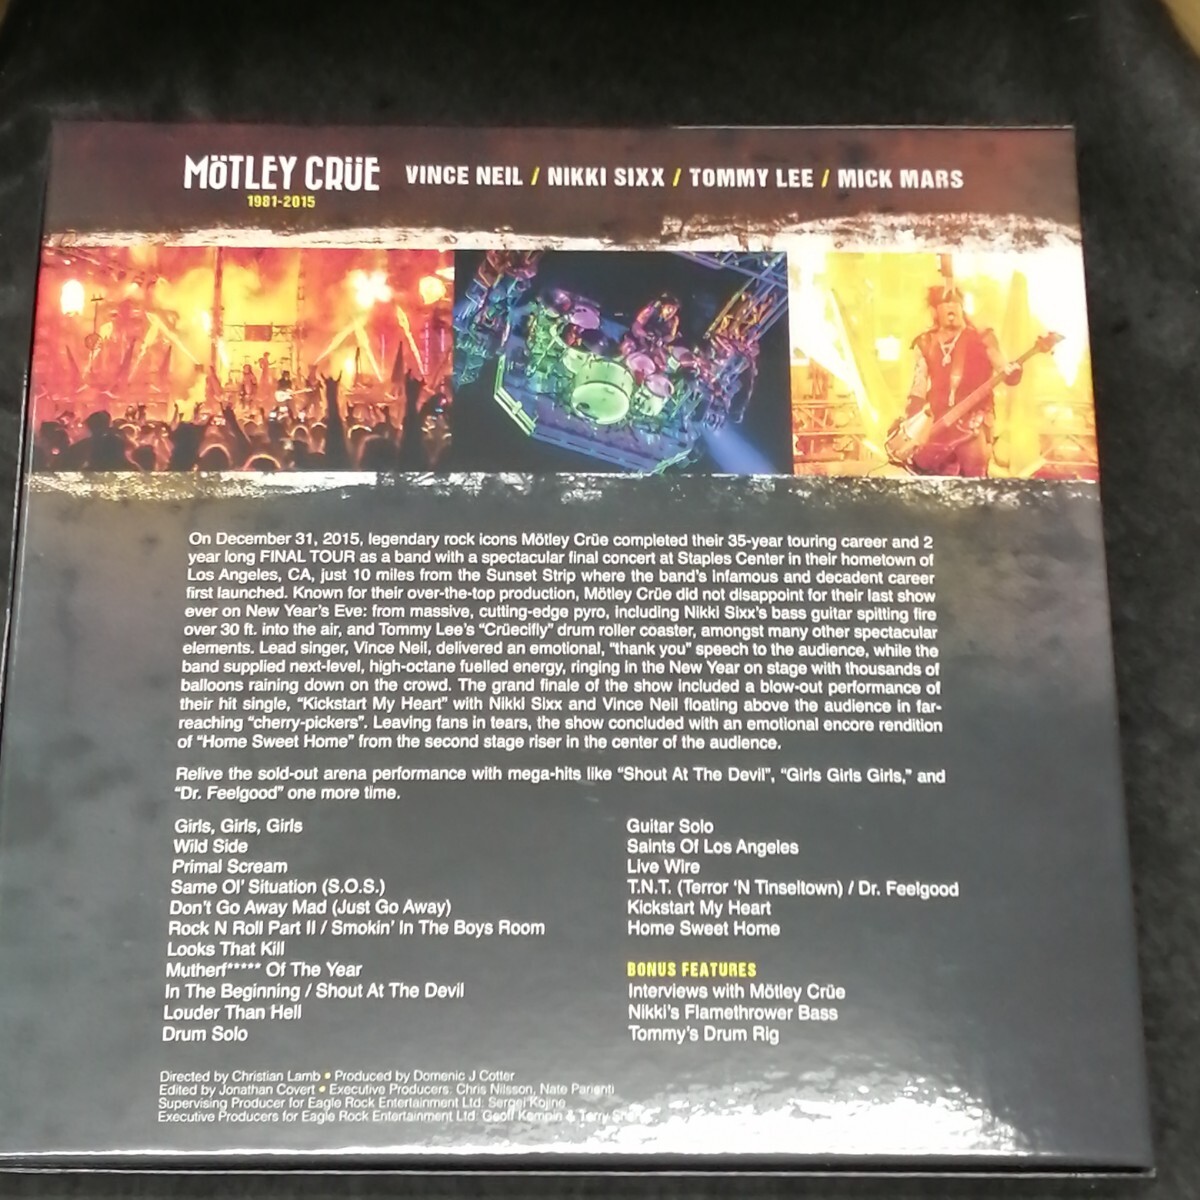 MÖTLEY CRÜE VINCE NEIL / NIKKI SIXX / TOMMY LEE / MICK MARS
1981-2015
On December 31, 2015, legendary rock icons Mötley Crüe completed their 35-year touring career and 2
year long FINAL TOUR as a band with a spectacular final concert at Staples Center in their hometown of
Los Angeles, CA, just 10 miles from the Sunset Strip where the band's infamous and decadent career
first launched. Known for their over-the-top production, Mötley Crüe did not disappoint for their last show
ever on New Year's Eve: from massive, cutting-edge pyro, including Nikki Sixx's bass guitar spitting fire
over 30 ft. into the air, and Tommy Lee's "Crüecifly" drum roller coaster, amongst many other spectacular
elements. Lead singer, Vince Neil, delivered an emotional, "thank you" speech to the audience, while the
band supplied next-level, high-octane fuelled energy, ringing in the New Year on stage with thousands of
balloons raining down on the crowd. The grand finale of the show included a blow-out performance of
their hit single, "Kickstart My Heart" with Nikki Sixx and Vince Neil floating above the audience in far-
reaching "cherry-pickers". Leaving fans in tears, the show concluded with an emotional encore rendition
of "Home Sweet Home" from the second stage riser in the center of the audience.
Relive the sold-out arena performance with mega-hits like "Shout At The Devil", "Girls Girls Girls," and
"Dr. Feelgood" one more time.
Girls, Girls, Girls
Wild Side
Primal Scream
Same Ol' Situation (S.O.S.)
Don't Go Away Mad (Just Go Away)
Rock N Roll Part II / Smokin' In The Boys Room
Looks That Kill
Mutherf***** Of The Year
In The Beginning / Shout At The Devil
Louder Than Hell
Drum Solo
Guitar Solo
Saints Of Los Angeles
Live Wire
T.N.T. (Terror 'N Tinseltown) / Dr. Feelgood
Kickstart My Heart
Home Sweet Home
BONUS FEATURES
Interviews with Mötley Crüe
Nikki's Flamethrower Bass
Tommy's Drum Rig
Directed by Christian Lamb • Produced by Domenic J Cotter
Edited by Jonathan Covert • Executive Producers: Chris Nilsson, Nate Parienti
Supervising Producer for Eagle Rock Entertainment Ltd: Sergei Kojine
Executive Producers for Eagle Rock Entertainment Ltd: Geoff Kempin & Terry